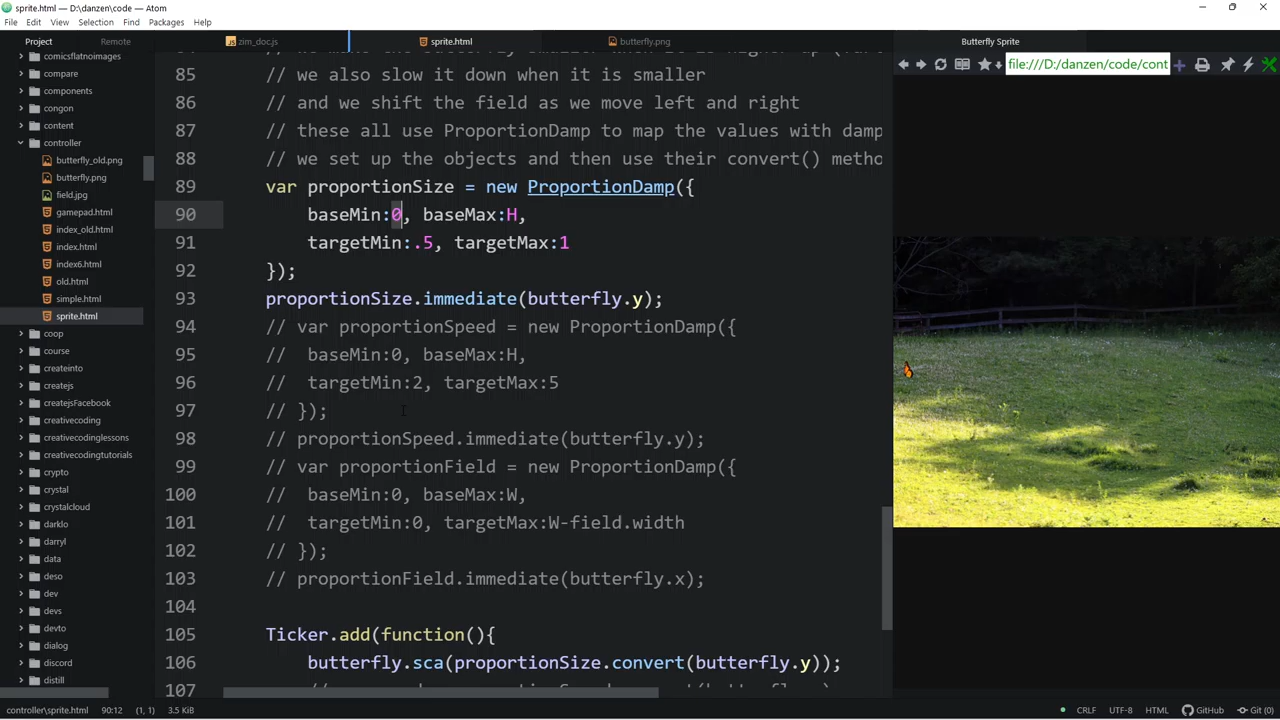 sprite.html — D:\danzen\code — Atom
File Edit View Selection Find Packages Help
Project Remote
zim_doc.js sprite.html butterfly.png Butterfly Sprite
file:///D:/danzen/code/cont
comicsflatnoimages
compare
components
congon
content
controller
butterfly_old.png
butterfly.png
field.jpg
gamepad.html
index_old.html
index.html
index6.html
old.html
simple.html
sprite.html
coop
course
createinto
createjs
createjsFacebook
creativecoding
creativecodinglessons
creativecodingtutorials
crypto
crystal
crystalcloud
darklo
darryl
data
deso
dev
devs
devto
dialog
discord
distill
85 // we also slow it down when it is smaller
86 // and we shift the field as we move left and right
87 // these all use ProportionDamp to map the values with damp
88 // we set up the objects and then use their convert() metho
89 var proportionSize = new ProportionDamp({
90 baseMin:0, baseMax:H,
91 targetMin:.5, targetMax:1
92 });
93 proportionSize.immediate(butterfly.y);
94 // var proportionSpeed = new ProportionDamp({
95 // baseMin:0, baseMax:H,
96 // targetMin:2, targetMax:5
97 // });
98 // proportionSpeed.immediate(butterfly.y);
99 // var proportionField = new ProportionDamp({
100 // baseMin:0, baseMax:W,
101 // targetMin:0, targetMax:W-field.width
102 // });
103 // proportionField.immediate(butterfly.x);
104
105 Ticker.add(function(){
106 butterfly.sca(proportionSize.convert(butterfly.y));
107
controller\sprite.html 90:12 (1, 1) 3.5 KiB CRLF UTF-8 HTML GitHub Git (0)